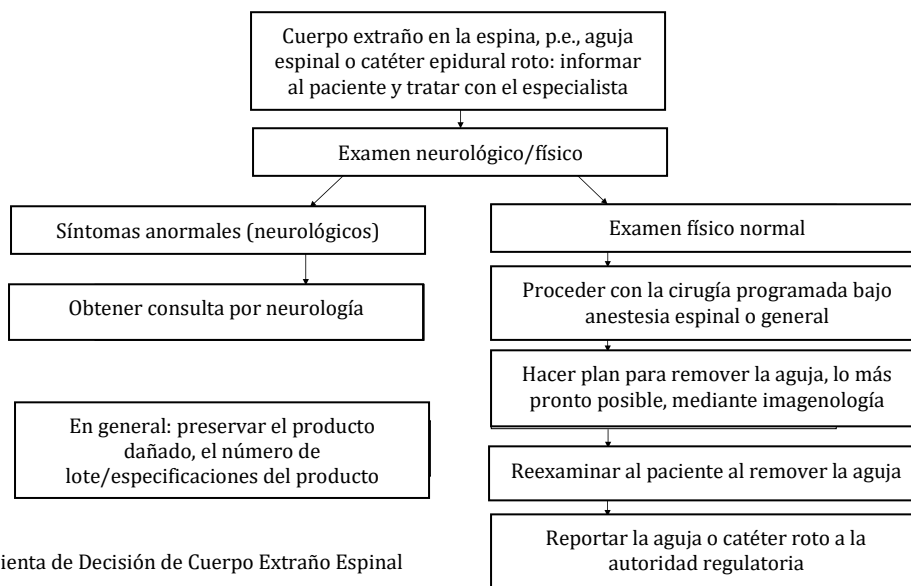 Cuerpo extraño en la espina, p.e., aguja
espinal o catéter epidural roto: informar
al paciente y tratar con el especialista
Examen neurológico/físico
Síntomas anormales (neurológicos)
Examen físico normal
Obtener consulta por neurología
Proceder con la cirugía programada bajo
anestesia espinal o general
Hacer plan para remover la aguja, lo más
pronto posible, mediante imagenología
En general: preservar el producto
dañado, el número de
lote/especificaciones del producto
Reexaminar al paciente al remover la aguja
Reportar la aguja o catéter roto a la
autoridad regulatoria
ienta de Decisión de Cuerpo Extraño Espinal